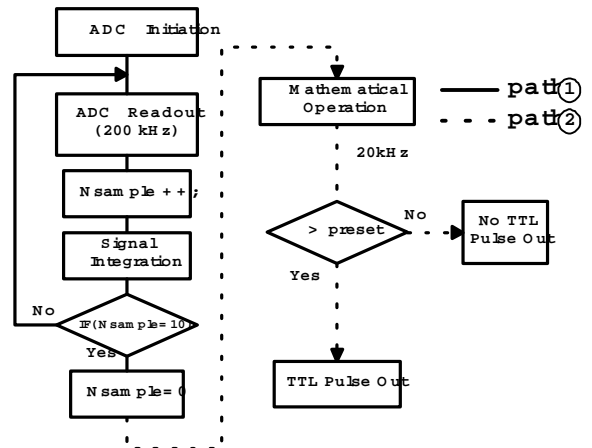 ADC Initiation
ADC Readout
(200 kHz)
Nsample++;
Signal
Integration
IF(Nsample=10)
No
Yes
Nsample=0
Mathematical
Operation
20kHz
> preset
No
Yes
No TTL
Pulse Out
TTL Pulse Out
path①
path②